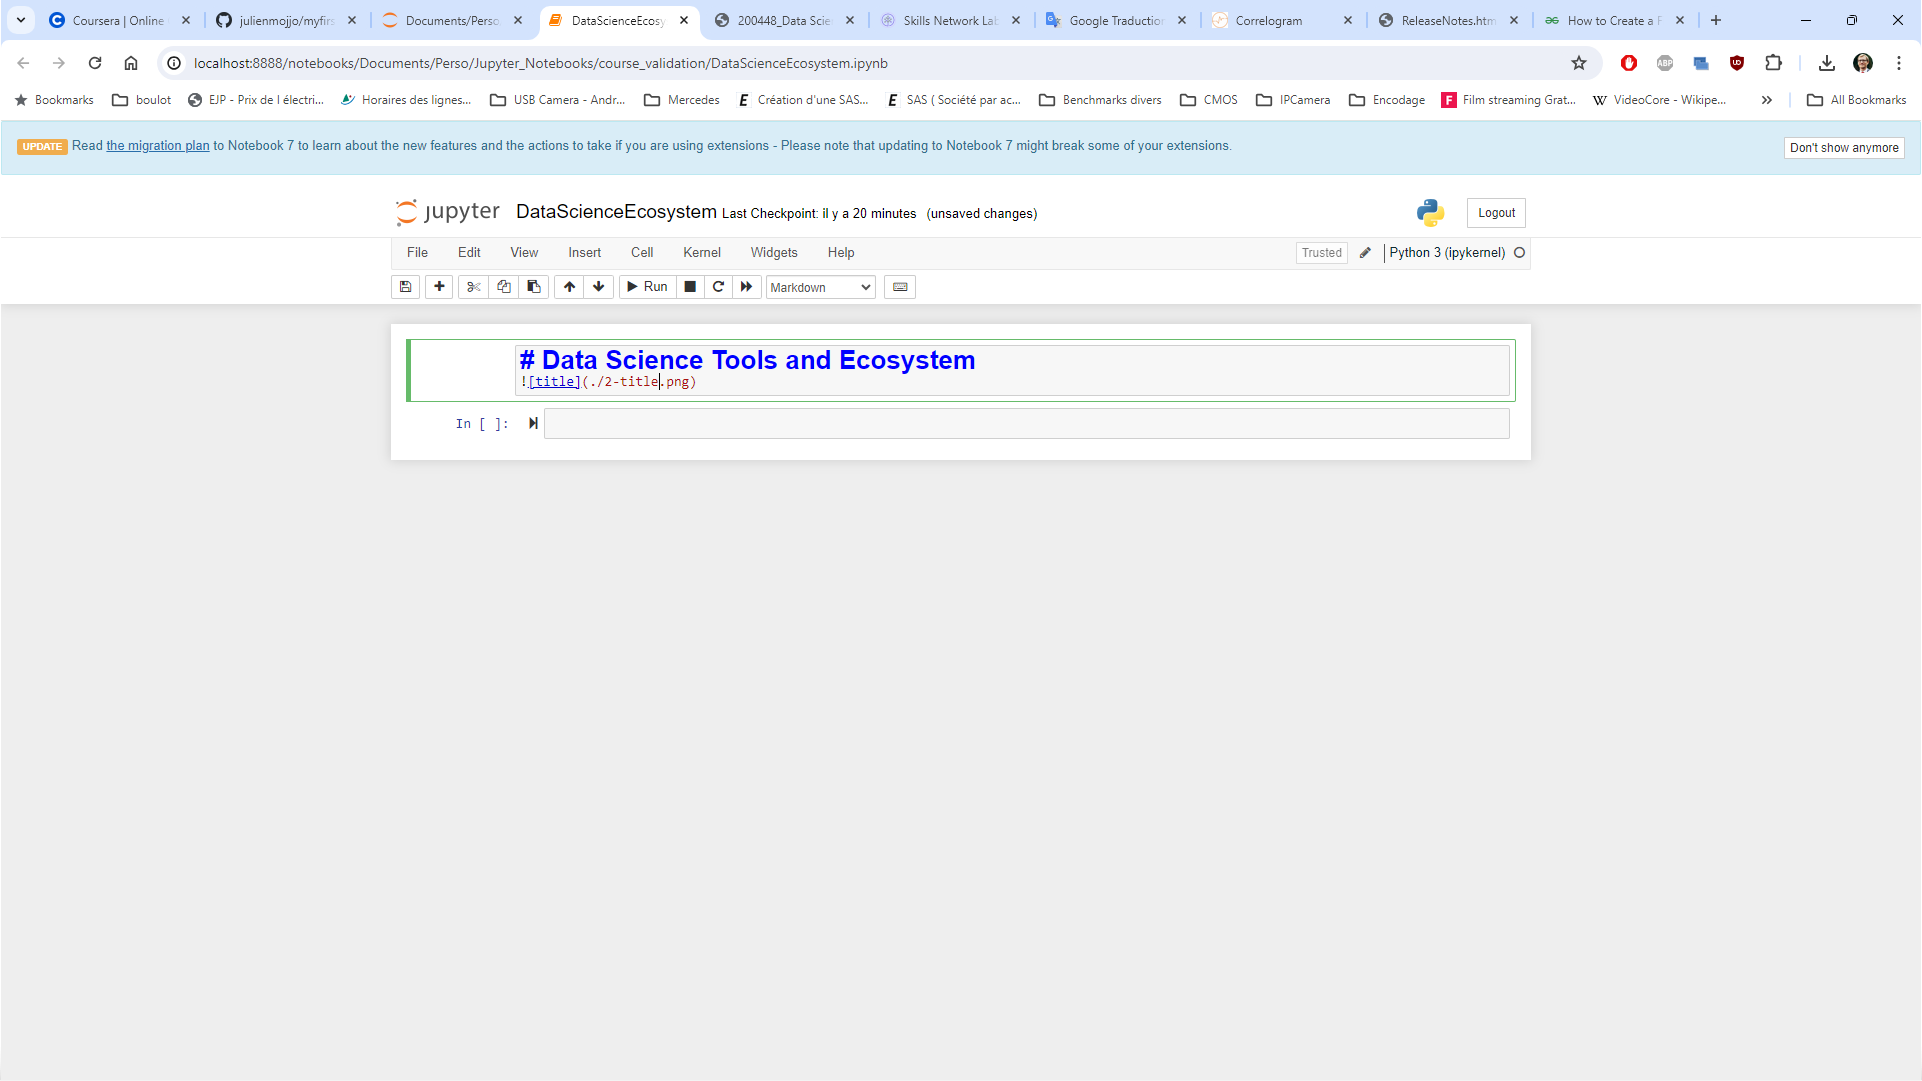 Coursera | Online
julienmojjo/myfirs
Documents/Perso
DataScienceEcosy
200448_Data Scie
Skills Network Lab
Google Traduction
Correlogram
ReleaseNotes.htm
How to Create a F
localhost:8888/notebooks/Documents/Perso/Jupyter_Notebooks/course_validation/DataScienceEcosystem.ipynb
ABP
Bookmarks
boulot
EJP - Prix de l électri...
Horaires des lignes...
USB Camera - Andr...
Mercedes
E Création d'une SAS...
E SAS ( Société par ac...
Benchmarks divers
CMOS
IPCamera
Encodage
F Film streaming Grat...
W VideoCore - Wikipe...
All Bookmarks
UPDATE Read the migration plan to Notebook 7 to learn about the new features and the actions to take if you are using extensions - Please note that updating to Notebook 7 might break some of your extensions.
Don't show anymore
jupyter DataScienceEcosystem Last Checkpoint: il y a 20 minutes (unsaved changes)
Logout
File Edit View Insert Cell Kernel Widgets Help
Trusted
Python 3 (ipykernel)
Run
Markdown
# Data Science Tools and Ecosystem
![title](./2-title.png)
In [ ]: